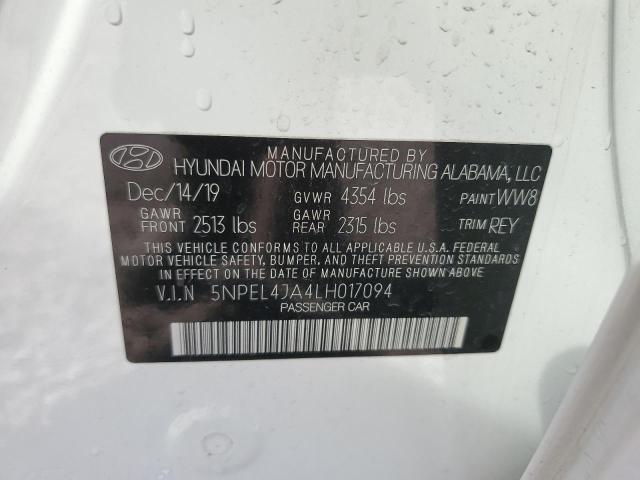 MANUFACTURED BY
HYUNDAI MOTOR MANUFACTURING ALABAMA, LLC
Dec/14/19 GVWR 4354 lbs PAINT WW8
GAWR FRONT 2513 lbs GAWR REAR 2315 lbs TRIM REY
THIS VEHICLE CONFORMS TO ALL APPLICABLE U.S.A. FEDERAL
MOTOR VEHICLE SAFETY, BUMPER, AND THEFT PREVENTION
STANDARDS IN EFFECT ON THE DATE OF MANUFACTURE SHOWN ABOVE.
V.I.N 5NPEL4JA4LH017094
PASSENGER CAR